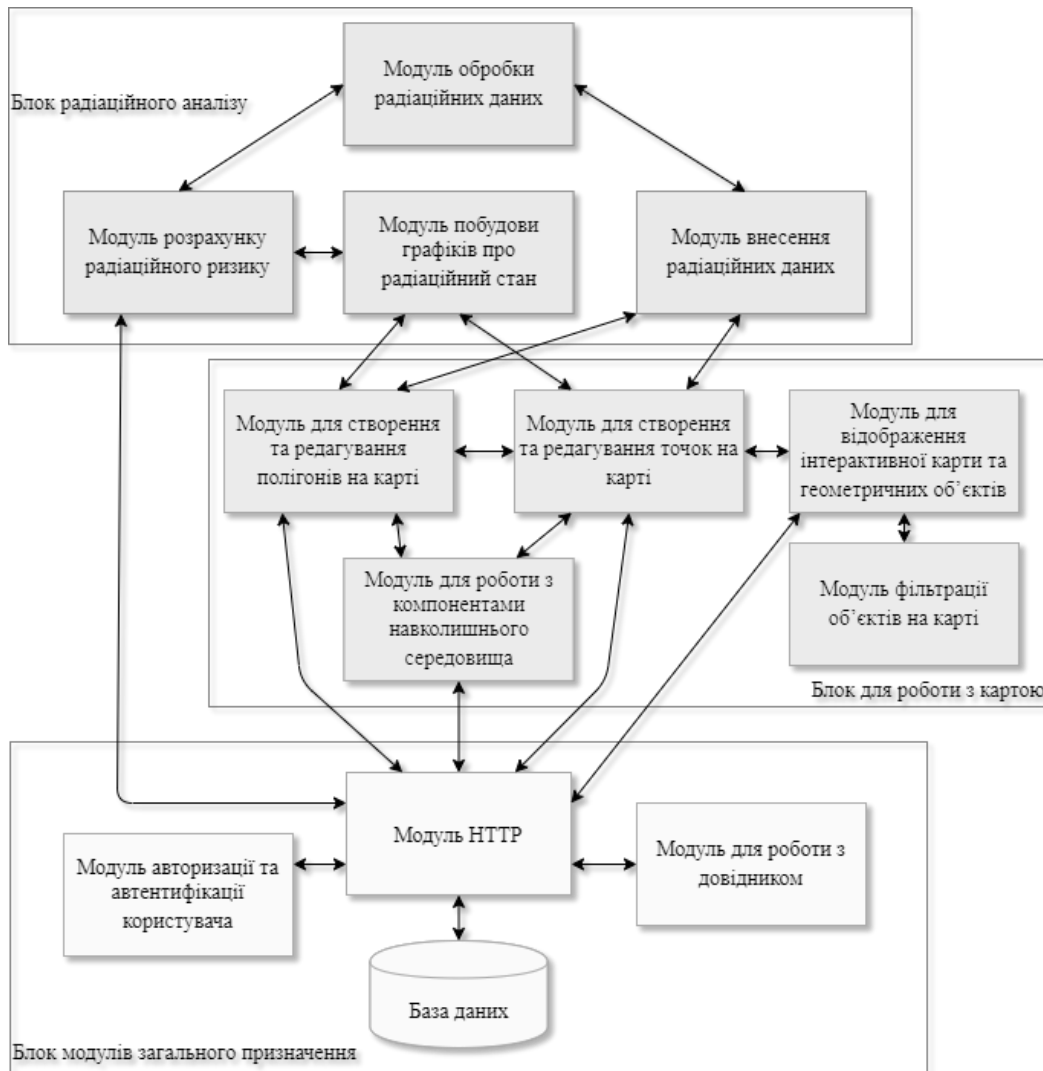 Модуль обробки
радіаційних даних
Блок радіаційного аналізу
Модуль розрахунку
радіаційного ризику
Модуль побудови
графіків про
радіаційний стан
Модуль внесення
радіаційних даних
Модуль для створення
та редагування
полігонів на карті
Модуль для створення
та редагування точок на
карті
Модуль для
відображення
інтерактивної карти та
геометричних об’єктів
Модуль для роботи з
компонентами
навколишнього
середовища
Модуль фільтрації
об’єктів на карті
Блок для роботи з картою
Модуль HTTP
Модуль авторизації та
автентифікації
користувача
Модуль для роботи з
довідником
База даних
Блок модулів загального призначення